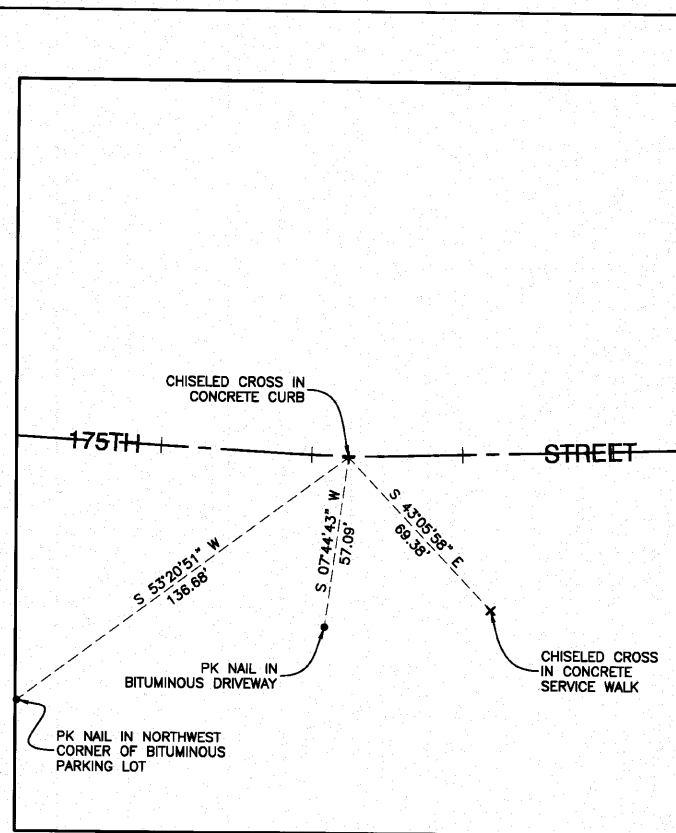 CHISELED CROSS IN
CONCRETE CURB
175TH
STREET
S 53°20'51" W
136.68'
S 07°44'43" W
57.09'
S 43°05'58" E
69.38'
PK NAIL IN
BITUMINOUS DRIVEWAY
CHISELED CROSS
IN CONCRETE
SERVICE WALK
PK NAIL IN NORTHWEST
CORNER OF BITUMINOUS
PARKING LOT